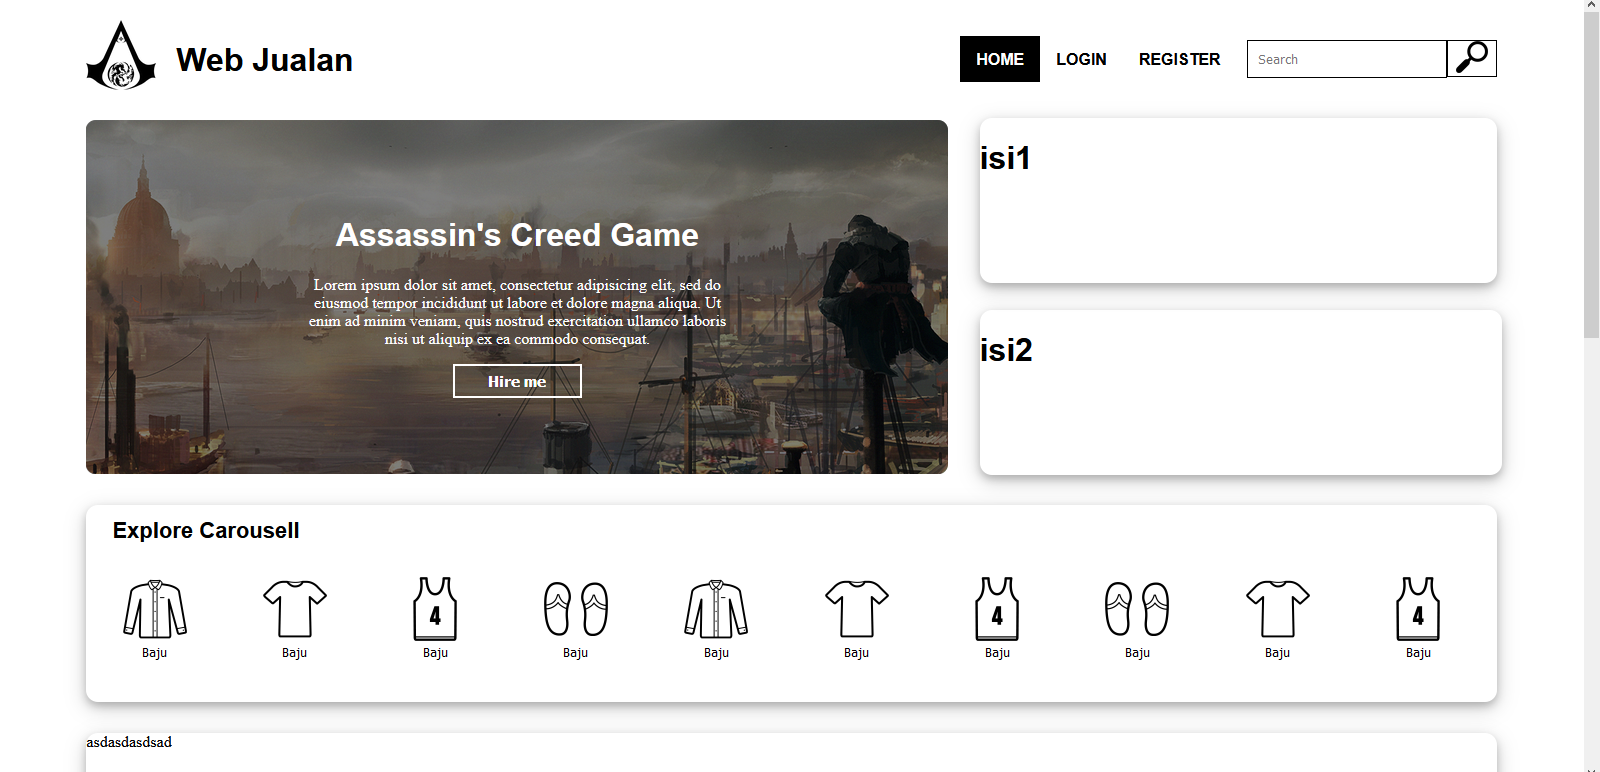 Web Jualan
HOME
LOGIN
REGISTER
Search
Assassin's Creed Game
Lorem ipsum dolor sit amet, consectetur adipisicing elit, sed do
eiusmod tempor incididunt ut labore et dolore magna aliqua. Ut
enim ad minim veniam, quis nostrud exercitation ullamco laboris
nisi ut aliquip ex ea commodo consequat.
Hire me
isi1
isi2
Explore Carousell
4
4
4
Baju
Baju
Baju
Baju
Baju
Baju
Baju
Baju
Baju
Baju
asdasdasdsad